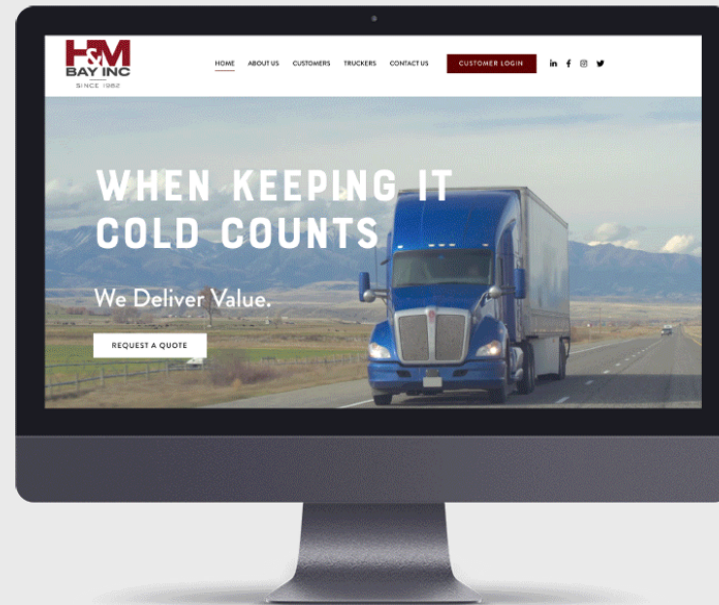 H&M
BAY INC
SINCE 1982
HOME ABOUT US CUSTOMERS TRUCKERS CONTACT US CUSTOMER LOGIN
WHEN KEEPING IT
COLD COUNTS
We Deliver Value.
REQUEST A QUOTE